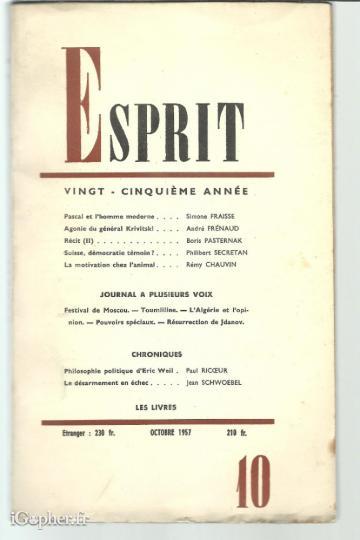 ESPRIT
VINGT - CINQUIÈME ANNÉE
Pascal et l'homme moderne . . . . Simone FRAISSE
Agonie du général Krivitski . . . . André FRÉNAUD
Récit (II) . . . . . . . . . . . . . Boris PASTERNAK
Suisse, démocratie témoin ? . . . . Philibert SECRETAN
La motivation chez l'animal . . . . Rémy CHAUVIN
JOURNAL A PLUSIEURS VOIX
Festival de Moscou. — Toumliline. — L'Algérie et l'opi-
nion. — Pouvoirs spéciaux. — Résurrection de Jdanov.
CHRONIQUES
Philosophie politique d'Eric Weil . Paul RICŒUR
Le désarmement en échec . . . . . Jean SCHWOEBEL
LES LIVRES
Etranger : 230 fr. OCTOBRE 1957 210 fr.
10
iGopher.fr